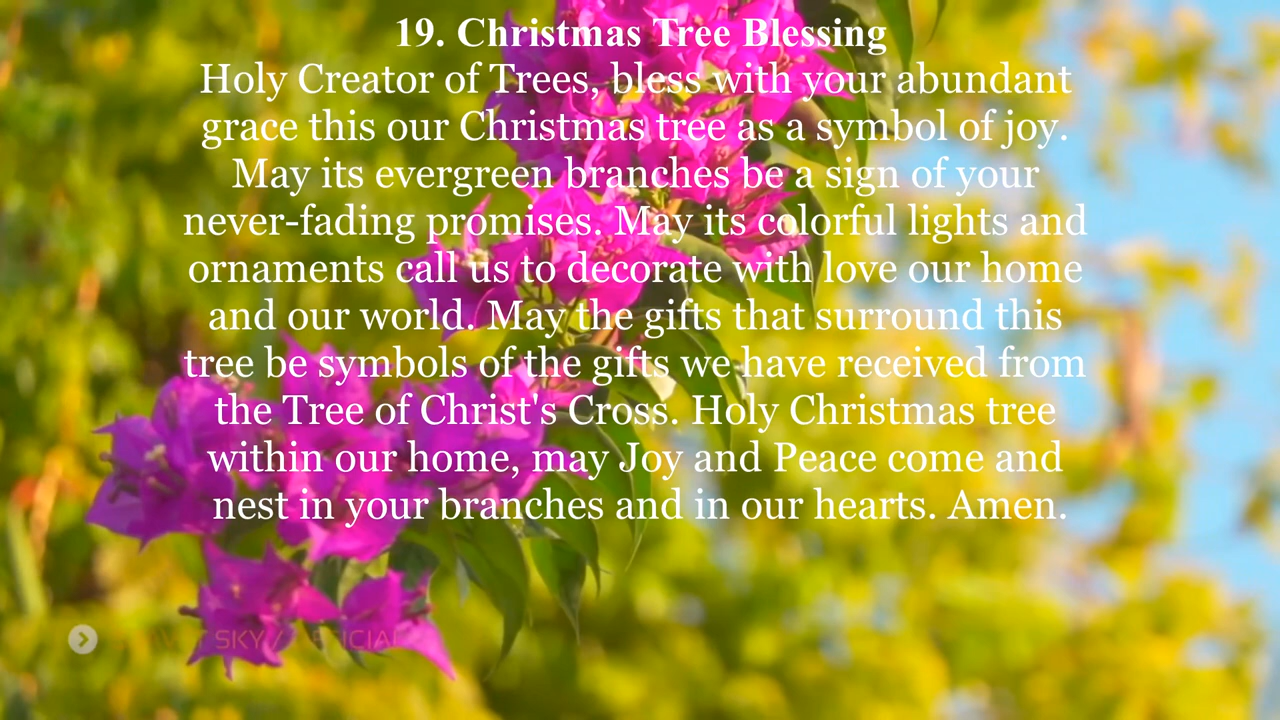 19. Christmas Tree Blessing
Holy Creator of Trees, bless with your abundant
grace this our Christmas tree as a symbol of joy.
May its evergreen branches be a sign of your
never-fading promises. May its colorful lights and
ornaments call us to decorate with love our home
and our world. May the gifts that surround this
tree be symbols of the gifts we have received from
the Tree of Christ's Cross. Holy Christmas tree
within our home, may Joy and Peace come and
nest in your branches and in our hearts. Amen.
SKY